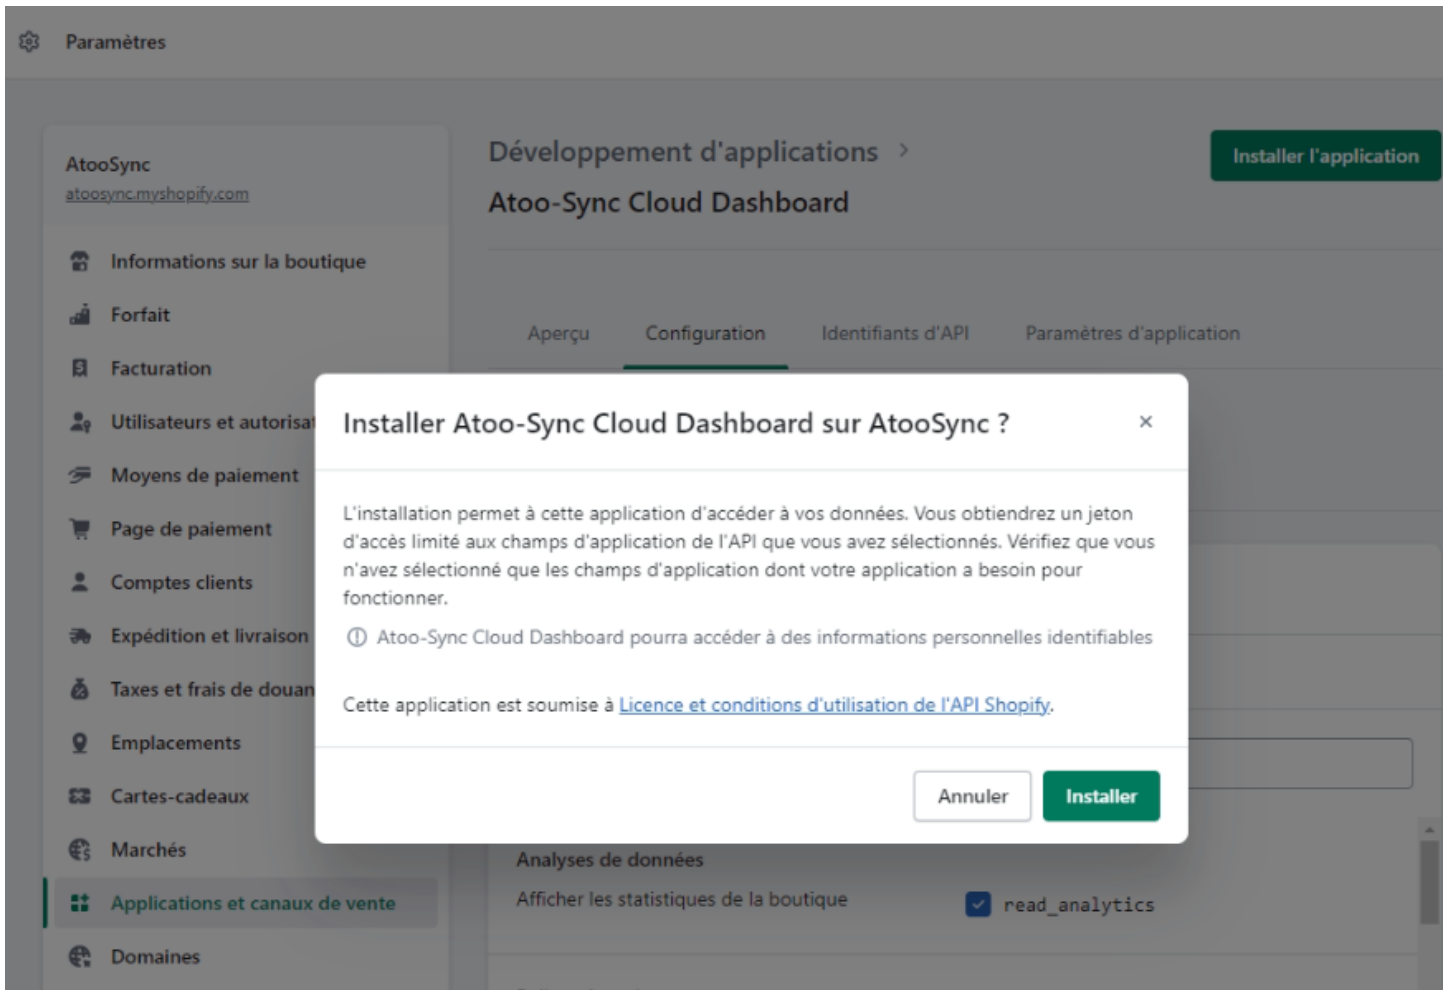 Paramètres
AtooSync
atoosync.myshopify.com
Informations sur la boutique
Forfait
Facturation
Utilisateurs et autorisat
Moyens de paiement
Page de paiement
Comptes clients
Expédition et livraison
Taxes et frais de douan
Emplacements
Cartes-cadeaux
Marchés
Applications et canaux de vente
Domaines
Développement d'applications
Installer l'application
Atoo-Sync Cloud Dashboard
Aperçu Configuration Identifiants d'API Paramètres d'application
Installer Atoo-Sync Cloud Dashboard sur AtooSync ?
L'installation permet à cette application d'accéder à vos données. Vous obtiendrez un jeton
d'accès limité aux champs d'application de l'API que vous avez sélectionnés. Vérifiez que vous
n'avez sélectionné que les champs d'application dont votre application a besoin pour
fonctionner.
Atoo-Sync Cloud Dashboard pourra accéder à des informations personnelles identifiables
Cette application est soumise à Licence et conditions d'utilisation de l'API Shopify.
Annuler Installer
Analyses de données
Afficher les statistiques de la boutique read_analytics